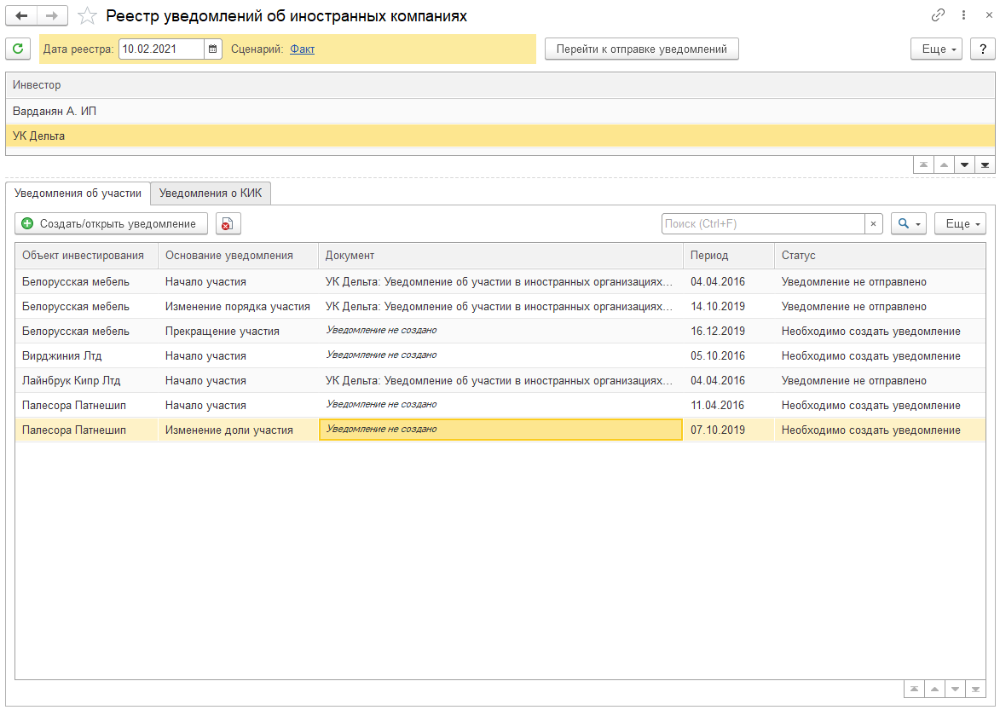 Реестр уведомлений об иностранных компаниях
Дата реестра: 10.02.2021 Сценарий: Факт Перейти к отправке уведомлений Еще ?
Инвестор
Варданян А. ИП
УК Дельта
Уведомления об участии Уведомления о КИК
Создать/открыть уведомление Поиск (Ctrl+F) × Еще
Объект инвестирования Основание уведомления Документ Период Статус
Белорусская мебель Начало участия УК Дельта: Уведомление об участии в иностранных организациях... 04.04.2016 Уведомление не отправлено
Белорусская мебель Изменение порядка участия УК Дельта: Уведомление об участии в иностранных организациях... 14.10.2019 Уведомление не отправлено
Белорусская мебель Прекращение участия Уведомление не создано 16.12.2019 Необходимо создать уведомление
Вирджиния Лтд Начало участия Уведомление не создано 05.10.2016 Необходимо создать уведомление
Лайнбрук Кипр Лтд Начало участия УК Дельта: Уведомление об участии в иностранных организациях... 04.04.2016 Уведомление не отправлено
Палесора Патнешип Начало участия Уведомление не создано 11.04.2016 Необходимо создать уведомление
Палесора Патнешип Изменение доли участия Уведомление не создано 07.10.2019 Необходимо создать уведомление